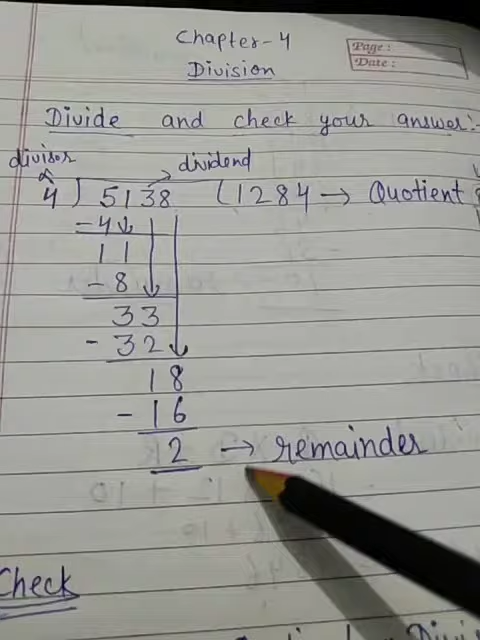 Chapter-4
Page:
Date:
Division
Divide and check your answer:-
divisor
dividend
4 ) 5138 ( 1284 → Quotient
-4
11
-8
33
-32
18
-16
2 → remainder
Check